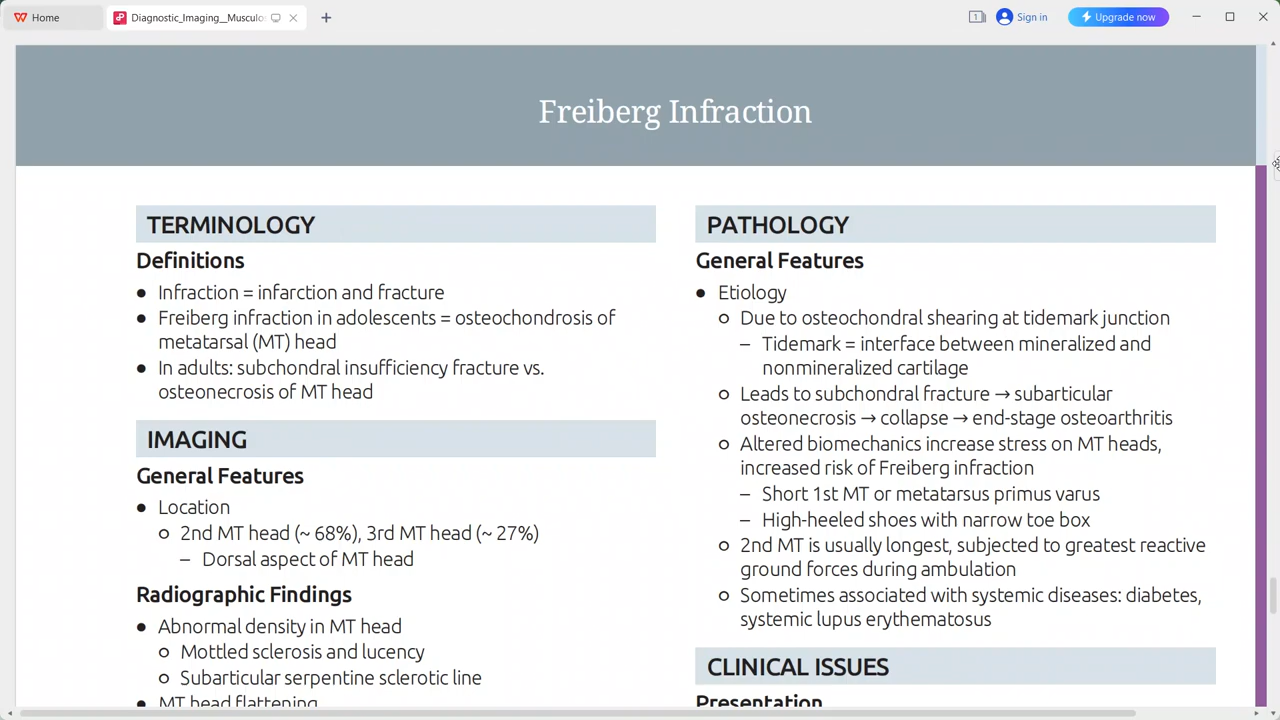 Home
Diagnostic_Imaging__Musculos
1
Sign in
Upgrade now
Freiberg Infraction
TERMINOLOGY
Definitions
● Infraction = infarction and fracture
● Freiberg infraction in adolescents = osteochondrosis of
metatarsal (MT) head
● In adults: subchondral insufficiency fracture vs.
osteonecrosis of MT head
IMAGING
General Features
● Location
○ 2nd MT head (~ 68%), 3rd MT head (~ 27%)
– Dorsal aspect of MT head
Radiographic Findings
● Abnormal density in MT head
○ Mottled sclerosis and lucency
○ Subarticular serpentine sclerotic line
● MT head flattening
PATHOLOGY
General Features
● Etiology
○ Due to osteochondral shearing at tidemark junction
– Tidemark = interface between mineralized and
nonmineralized cartilage
○ Leads to subchondral fracture → subarticular
osteonecrosis → collapse → end-stage osteoarthritis
○ Altered biomechanics increase stress on MT heads,
increased risk of Freiberg infraction
– Short 1st MT or metatarsus primus varus
– High-heeled shoes with narrow toe box
○ 2nd MT is usually longest, subjected to greatest reactive
ground forces during ambulation
○ Sometimes associated with systemic diseases: diabetes,
systemic lupus erythematosus
CLINICAL ISSUES
Presentation